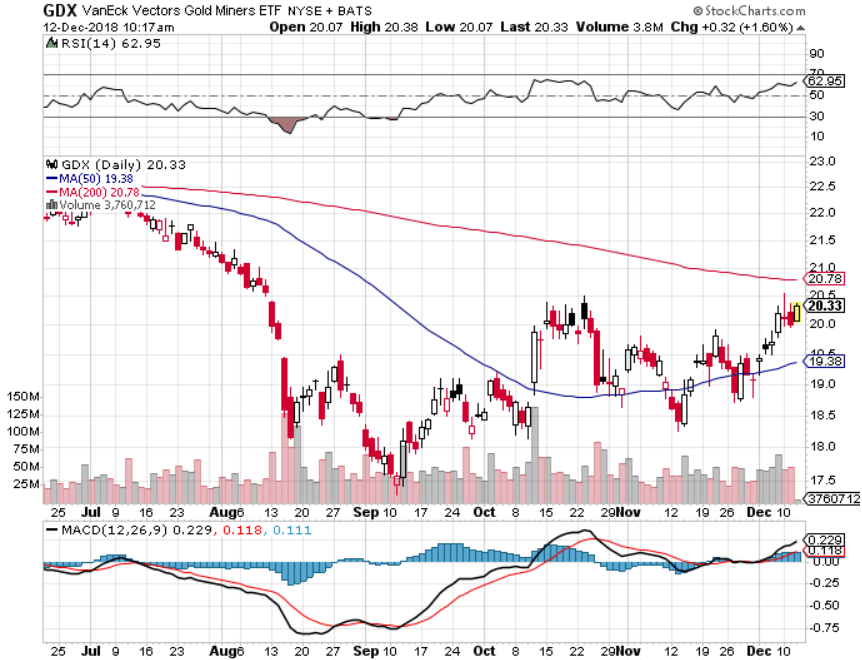 GDX VanEck Vectors Gold Miners ETF NYSE + BATS © StockCharts.com
12-Dec-2018 10:17am Open 20.07 High 20.38 Low 20.07 Last 20.33 Volume 3.8M Chg +0.32 (+1.60%)
RSI(14) 62.95
90
70
62.95
50
30
10
GDX (Daily) 20.33
MA(50) 19.38
MA(200) 20.78
Volume 3,760,712
23.0
22.5
22.0
21.5
21.0
20.78
20.5
20.33
20.0
19.5
19.38
19.0
18.5
18.0
17.5
150M
125M
100M
75M
50M
25M
3760712
25 Jul 9 16 23 Aug 6 13 20 27 Sep 10 17 24 Oct 8 15 22 29 Nov 12 19 26 Dec 10
MACD(12,26,9) 0.229, 0.118, 0.111
0.229
0.118
0.00
-0.25
-0.50
-0.75
25 Jul 9 16 23 Aug 6 13 20 27 Sep 10 17 24 Oct 8 15 22 29 Nov 12 19 26 Dec 10